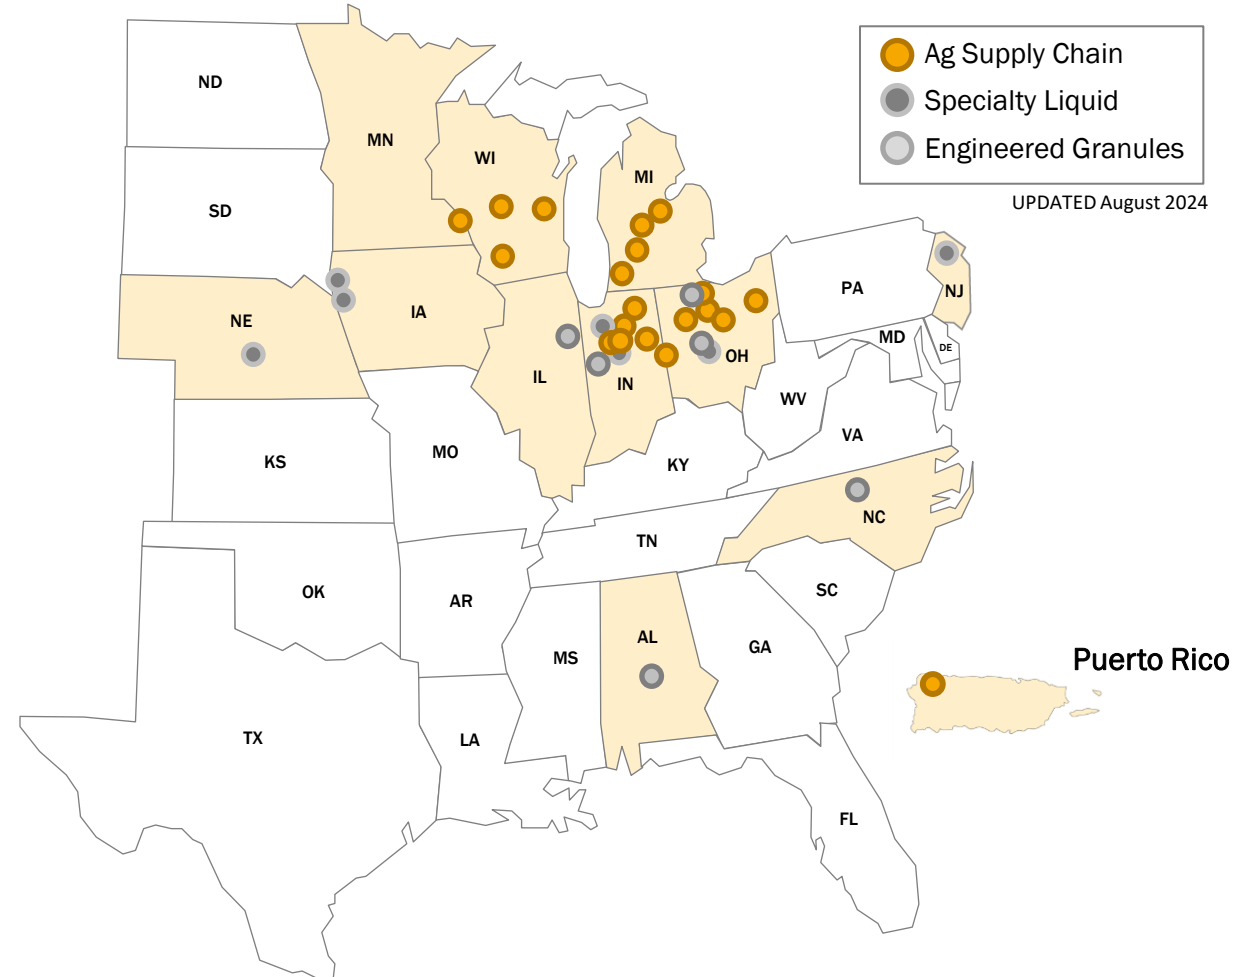 Ag Supply Chain
Specialty Liquid
Engineered Granules
UPDATED August 2024
ND
MN
WI
MI
SD
NE
IA
PA
NJ
MD
DE
IL
IN
OH
WV
VA
KS
MO
KY
NC
TN
OK
AR
SC
MS
AL
GA
Puerto Rico
TX
LA
FL